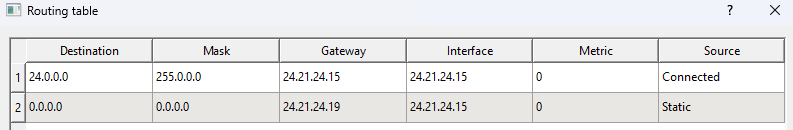 Routing table ?
Destination Mask Gateway Interface Metric Source
1 24.0.0.0 255.0.0.0 24.21.24.15 24.21.24.15 0 Connected
2 0.0.0.0 0.0.0.0 24.21.24.19 24.21.24.15 0 Static